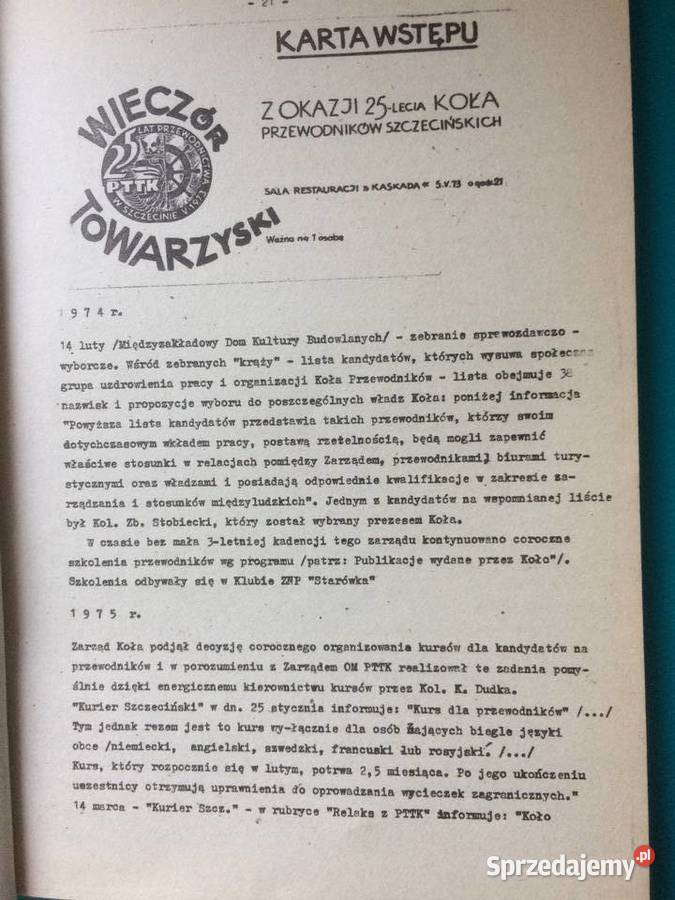 - 21 -
KARTA WSTĘPU
WIECZÓR
TOWARZYSKI
25 LAT PRZEWODNICTWA
PTTK
W SZCZECINIE V.1973
Z OKAZJI 25-LECIA KOŁA
PRZEWODNIKÓW SZCZECIŃSKICH
SALA RESTAURACJI » KASKADA « 5.V.73 o godz 21
Ważna na 1 osobę
1974 r.
14 luty /Międzyzakładowy Dom Kultury Budowlanych/ - zebranie sprawozdawczo -
wyborcze. Wśród zebranych "krąży" - lista kandydatów, których wysuwa społeczna
grupa uzdrowienia pracy i organizacji Koła Przewodników - lista obejmuje 38
nazwisk i propozycje wyboru do poszczególnych władz Koła: poniżej informacja
"Powyższa lista kandydatów przedstawia takich przewodników, którzy swoim
dotychczasowym wkładem pracy, postawą rzetelnością, będą mogli zapewnić
właściwe stosunki w relacjach pomiędzy Zarządem, przewodnikami, biurami tury-
stycznymi oraz władzami i posiadają odpowiednie kwalifikacje w zakresie za-
rządzania i stosunków międzyludzkich". Jednym z kandydatów na wspomnianej liście
był Kol. Zb. Stobiecki, który został wybrany prezesem Koła.
W czasie bez mała 3-letniej kadencji tego zarządu kontynuowano coroczne
szkolenia przewodników wg programu /patrz: Publikacje wydane przez Koło"/.
Szkolenia odbywały się w Klubie ZNP "Starówka"
1975 r.
Zarząd Koła podjął decyzję corocznego organizowania kursów dla kandydatów na
przewodników i w porozumieniu z Zarządem OM PTTK realizował te zadania pomy-
ślnie dzięki energicznemu kierownictwu kursów przez Kol. K. Dudka.
"Kurier Szczeciński" w dn. 25 stycznia informuje: "Kurs dla przewodników" /.../
Tym jednak razem jest to kurs wy-łącznie dla osób znających biegle języki
obce /niemiecki, angielski, szwedzki, francuski lub rosyjski. /.../
Kurs, który rozpocznie się w lutym, potrwa 2,5 miesiąca. Po jego ukończeniu
uczestnicy otrzymują uprawnienia do oprowadzania wycieczek zagranicznych."
14 marca - "Kurier Szcz." - w rubryce "Relaks z PTTK" informuje: "Koło
Sprzedajemy.pl